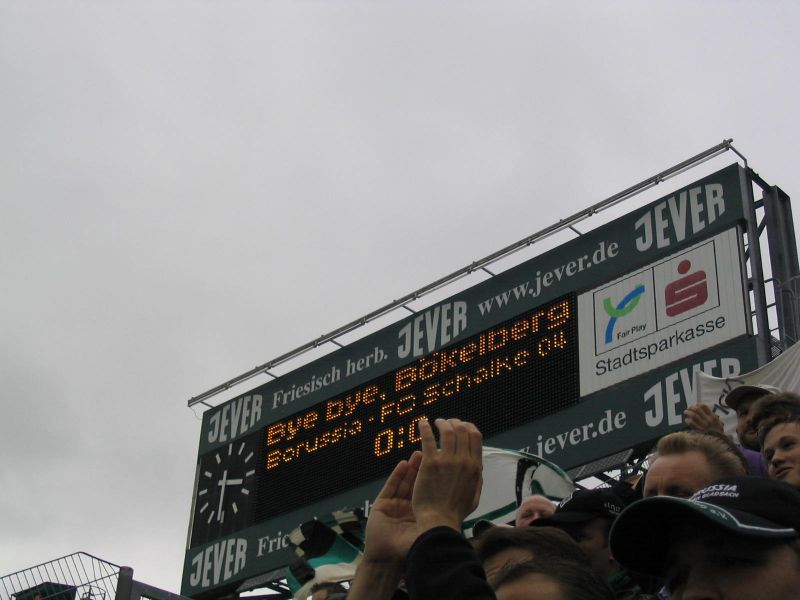 JEVER Friesisch herb. JEVER www.jever.de JEVER
Bye bye, Bökelberg
Borussia - FC Schalke 04
0:0
Fair Play
Stadtsparkasse
JEVER www.jever.de JEVER